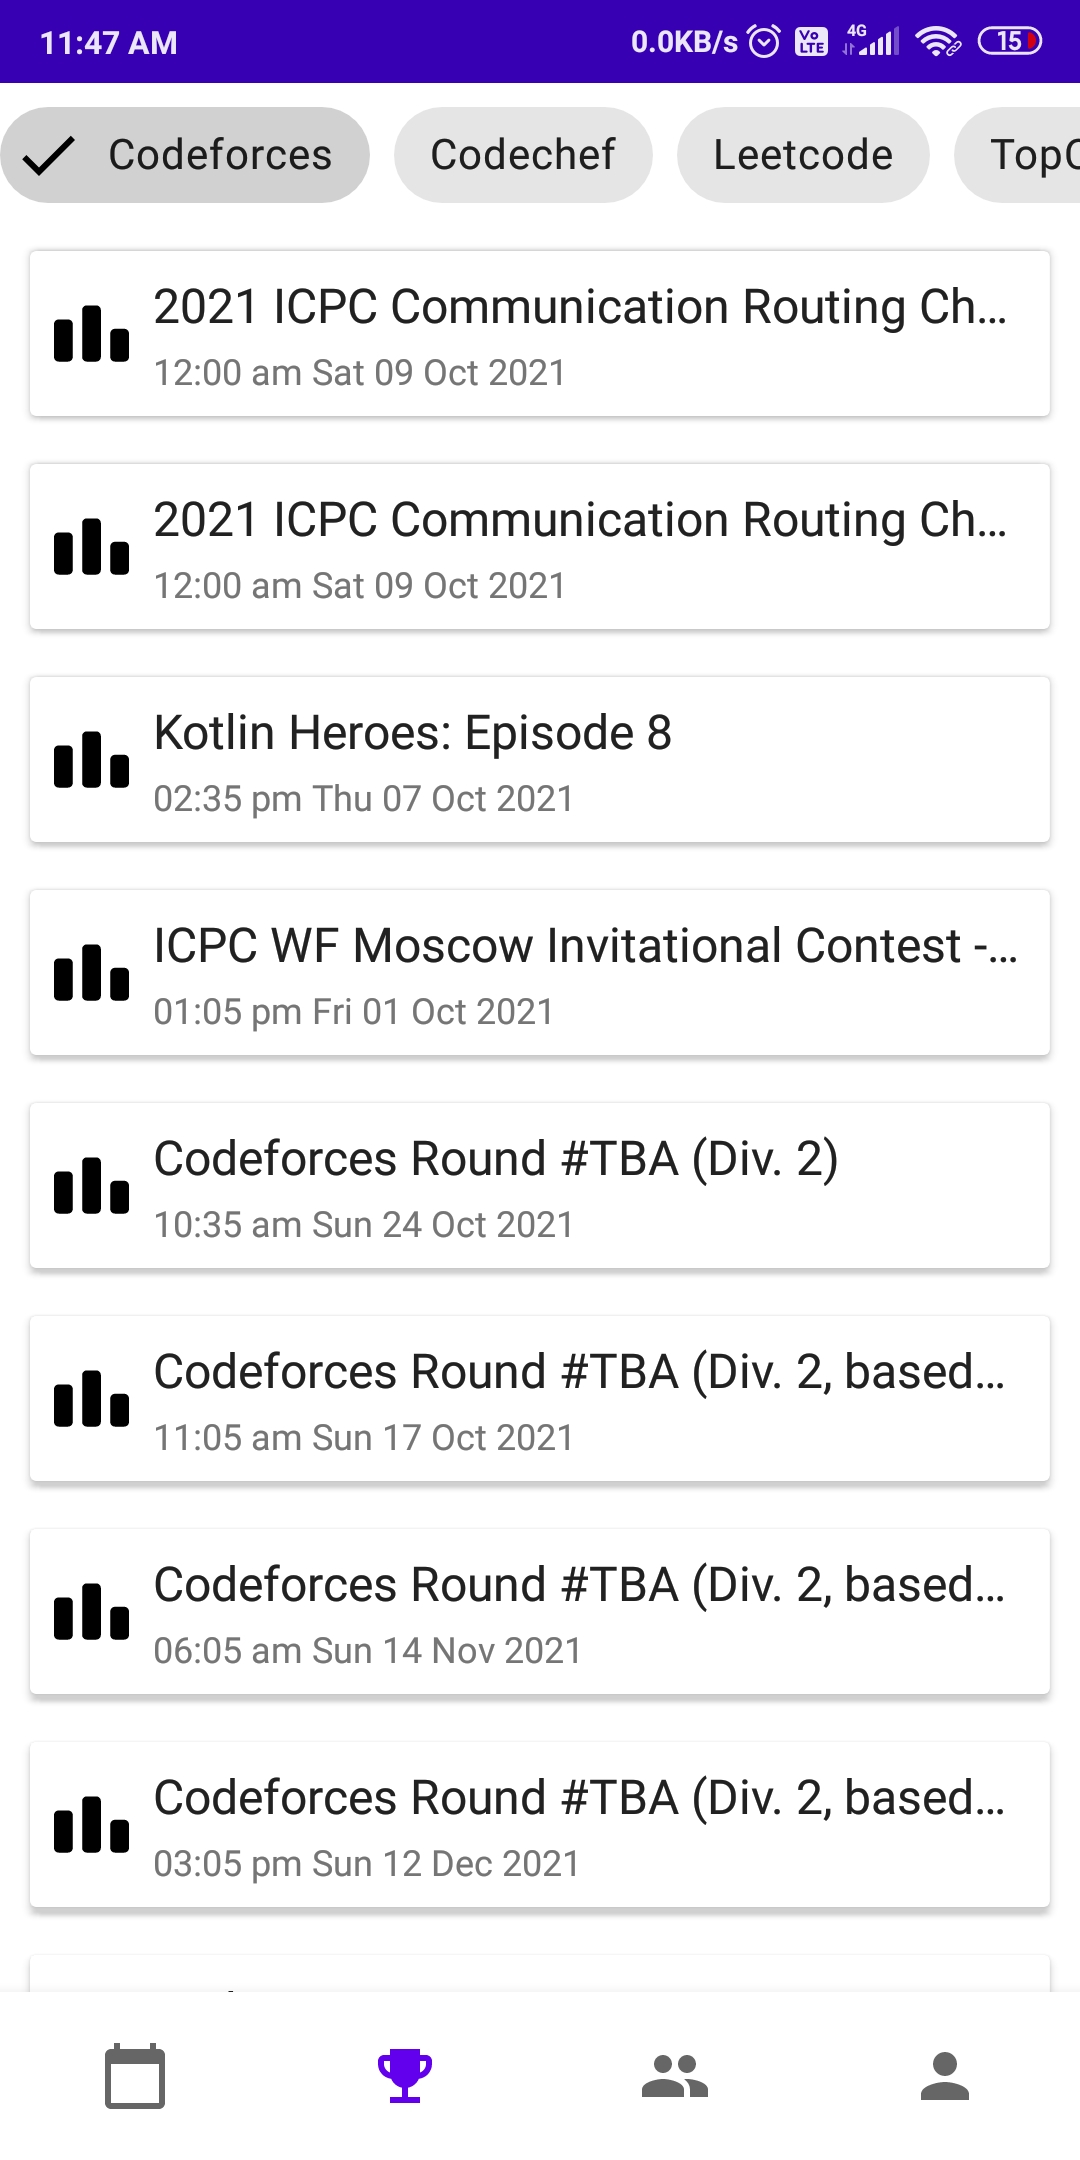 11:47 AM 0.0KB/s Vo LTE 4G 15
Codeforces Codechef Leetcode
2021 ICPC Communication Routing Ch...
12:00 am Sat 09 Oct 2021
2021 ICPC Communication Routing Ch...
12:00 am Sat 09 Oct 2021
Kotlin Heroes: Episode 8
02:35 pm Thu 07 Oct 2021
ICPC WF Moscow Invitational Contest -...
01:05 pm Fri 01 Oct 2021
Codeforces Round #TBA (Div. 2)
10:35 am Sun 24 Oct 2021
Codeforces Round #TBA (Div. 2, based...
11:05 am Sun 17 Oct 2021
Codeforces Round #TBA (Div. 2, based...
06:05 am Sun 14 Nov 2021
Codeforces Round #TBA (Div. 2, based...
03:05 pm Sun 12 Dec 2021